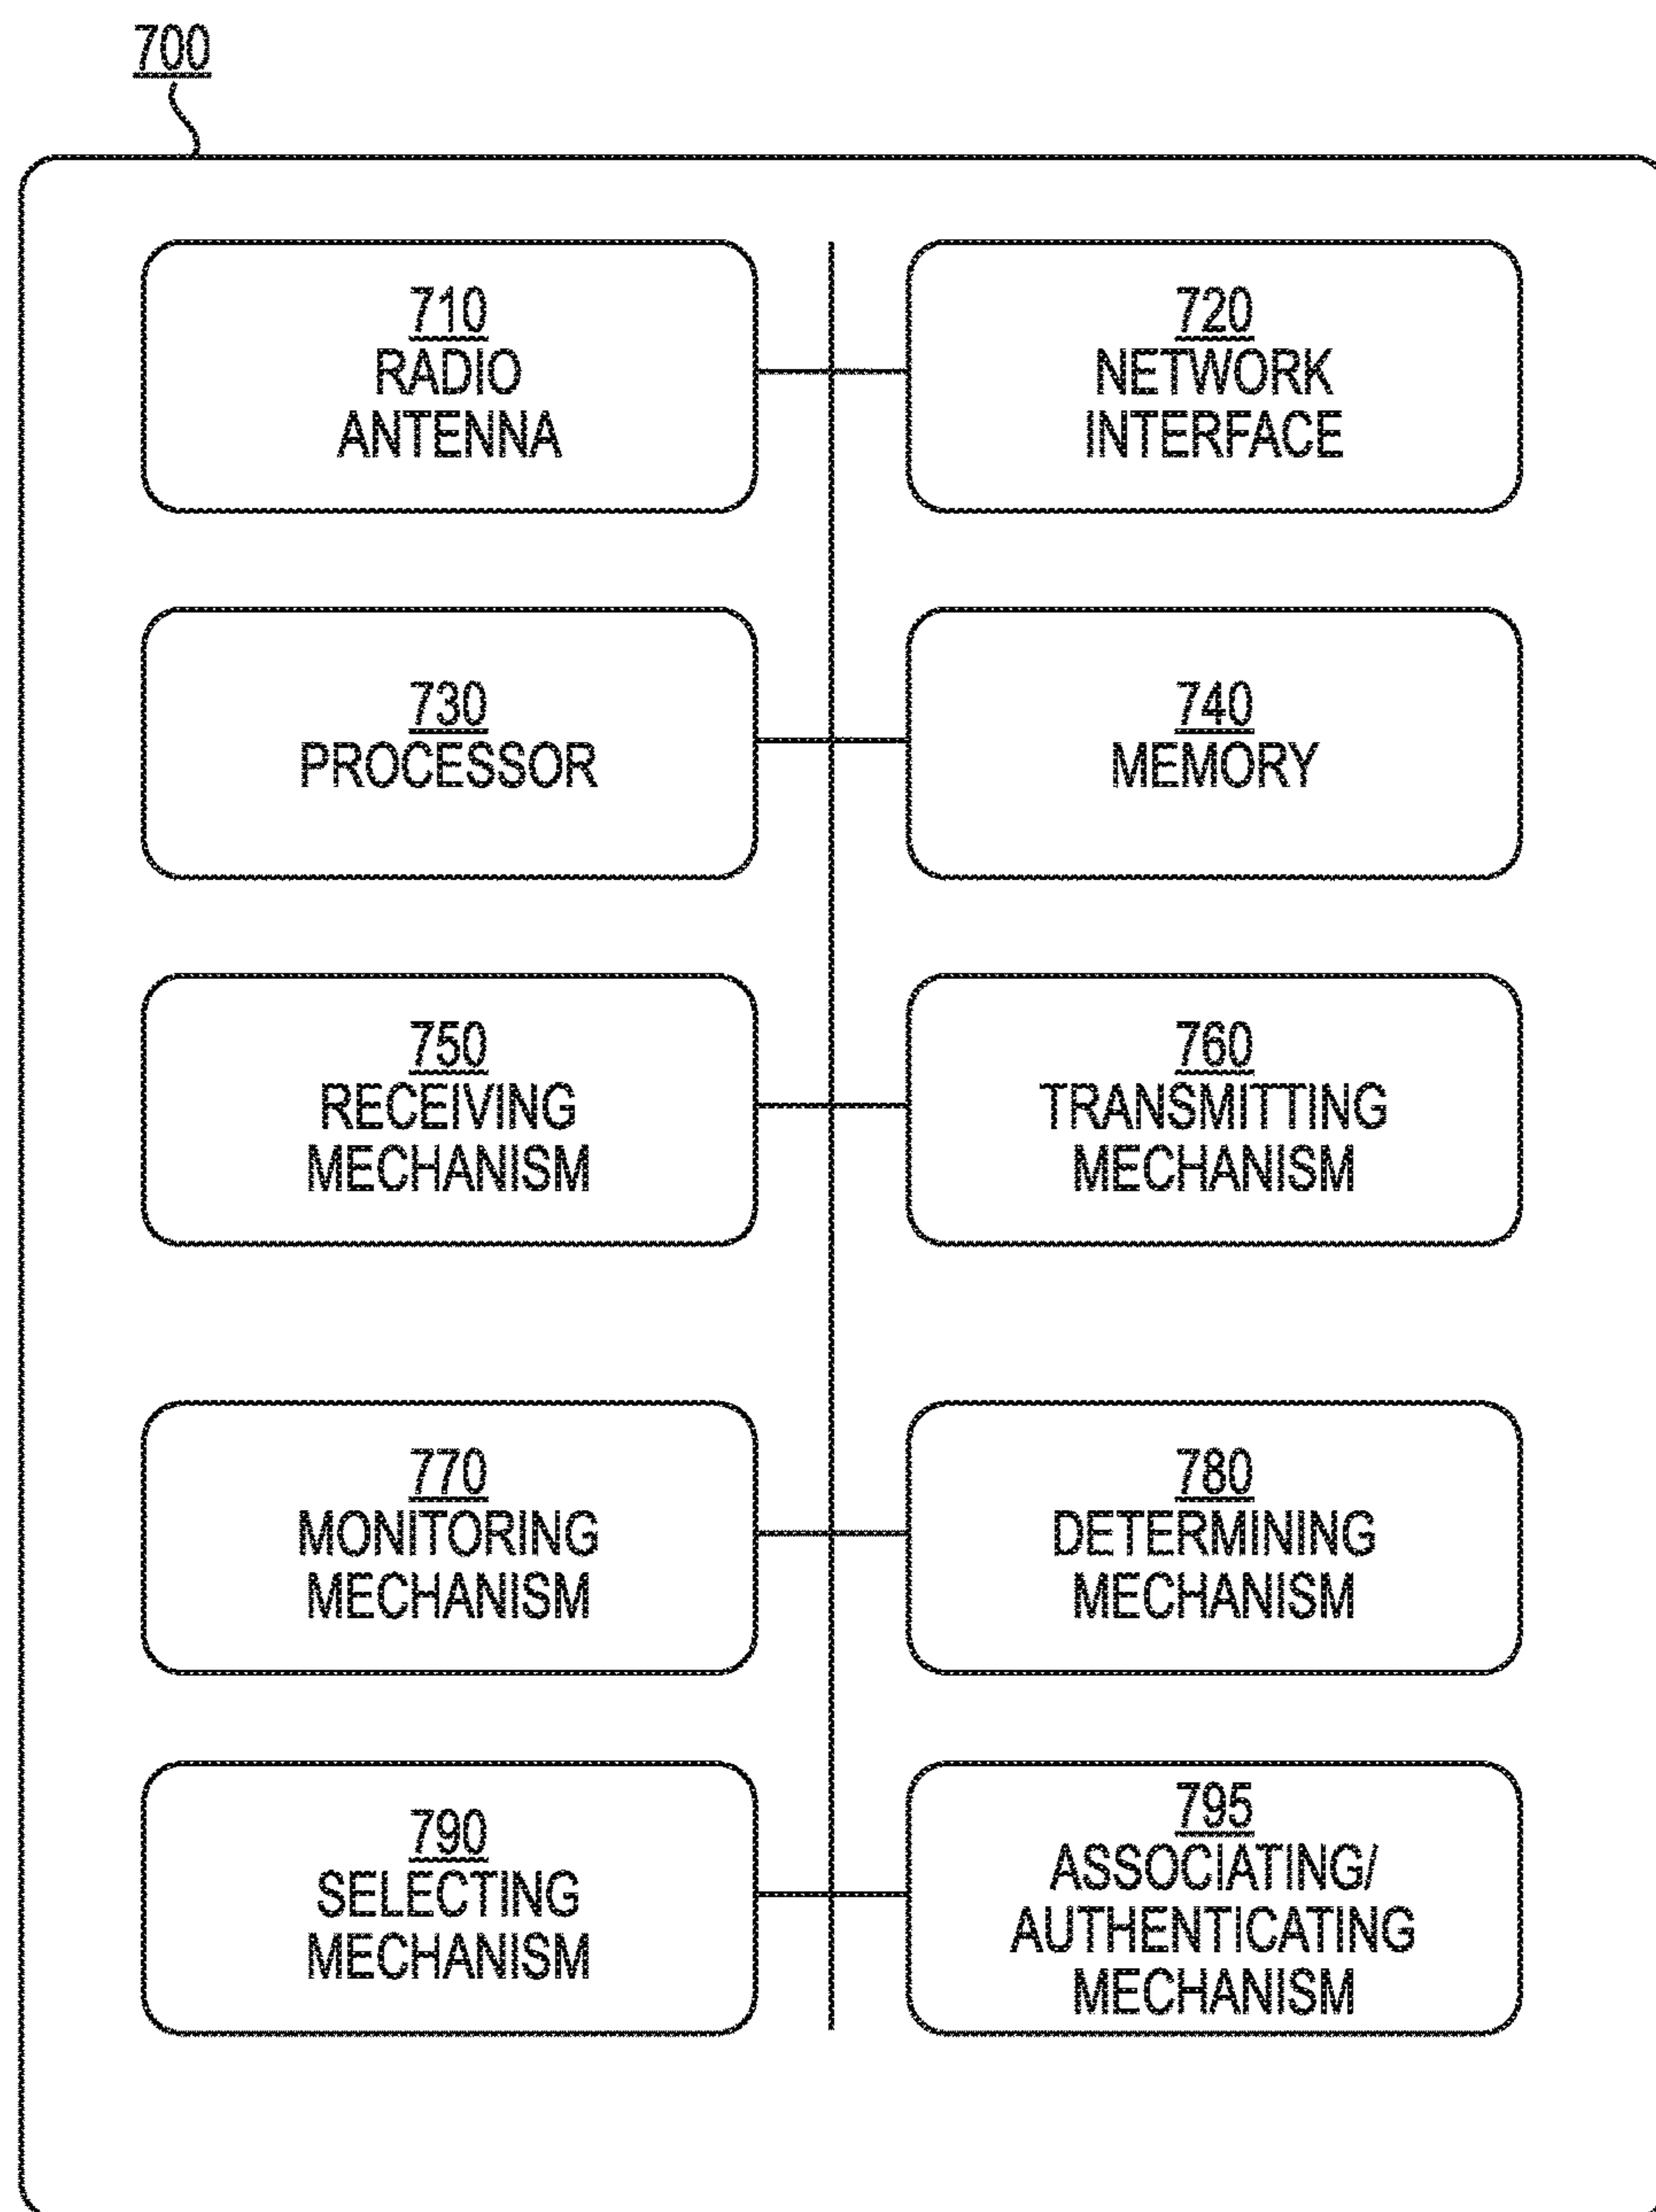 700
710
RADIO
ANTENNA
720
NETWORK
INTERFACE
730
PROCESSOR
740
MEMORY
750
RECEIVING
MECHANISM
760
TRANSMITTING
MECHANISM
770
MONITORING
MECHANISM
780
DETERMINING
MECHANISM
790
SELECTING
MECHANISM
795
ASSOCIATING/
AUTHENTICATING
MECHANISM